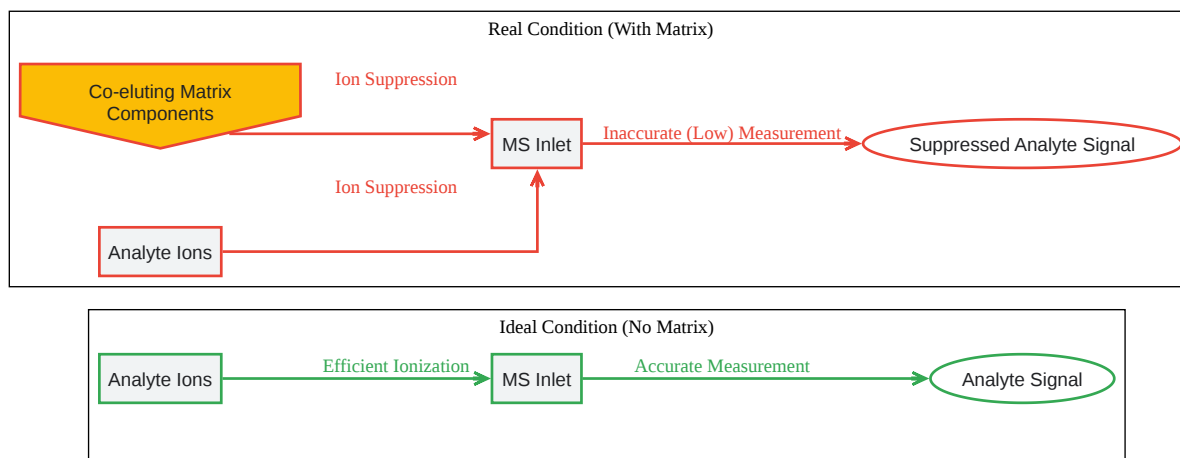 Real Condition (With Matrix)
Co-eluting Matrix
Components
Ion Suppression
MS Inlet
Inaccurate (Low) Measurement
Suppressed Analyte Signal
Ion Suppression
Analyte Ions
Ideal Condition (No Matrix)
Analyte Ions
Efficient Ionization
MS Inlet
Accurate Measurement
Analyte Signal